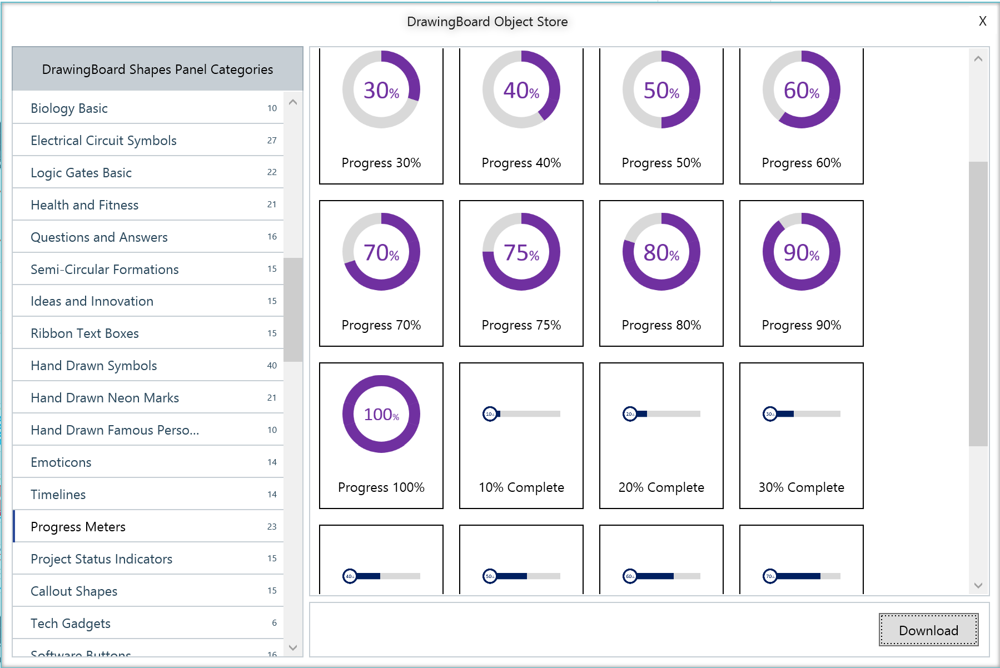 DrawingBoard Object Store
X
DrawingBoard Shapes Panel Categories
Biology Basic 10
Electrical Circuit Symbols 27
Logic Gates Basic 22
Health and Fitness 21
Questions and Answers 16
Semi-Circular Formations 15
Ideas and Innovation 15
Ribbon Text Boxes 15
Hand Drawn Symbols 40
Hand Drawn Neon Marks 21
Hand Drawn Famous Perso... 10
Emoticons 14
Timelines 14
Progress Meters 23
Project Status Indicators 15
Callout Shapes 15
Tech Gadgets 6
Software Buttons 16
30% 40% 50% 60%
Progress 30% Progress 40% Progress 50% Progress 60%
70% 75% 80% 90%
Progress 70% Progress 75% Progress 80% Progress 90%
100% 10% 20% 30%
Progress 100% 10% Complete 20% Complete 30% Complete
40% 50% 60% 70%
Download